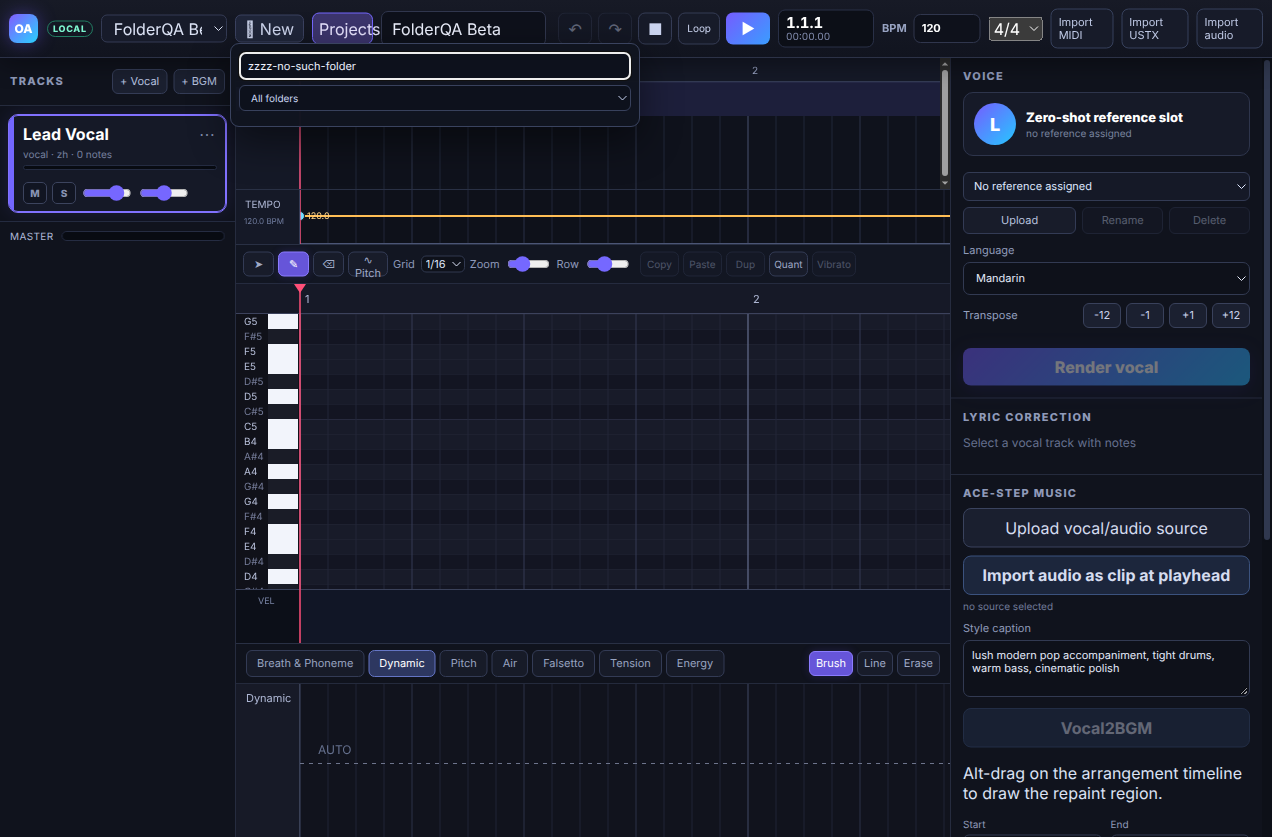 OA
LOCAL
FolderQA Be
New
Projects
FolderQA Beta
Loop
1.1.1
00:00.00
BPM
120
4/4
Import MIDI
Import USTX
Import audio
zzzz-no-such-folder
All folders
TRACKS
+ Vocal
+ BGM
Lead Vocal
vocal · zh · 0 notes
M
S
MASTER
2
TEMPO
120.0 BPM
120.0
Pitch
Grid
1/16
Zoom
Row
Copy
Paste
Dup
Quant
Vibrato
1
2
G5
F#5
F5
E5
D#5
D5
C#5
C5
B4
A#4
A4
G#4
G4
F#4
F4
E4
D#4
D4
VEL
Breath & Phoneme
Dynamic
Pitch
Air
Falsetto
Tension
Energy
Brush
Line
Erase
Dynamic
AUTO
VOICE
L
Zero-shot reference slot
no reference assigned
No reference assigned
Upload
Rename
Delete
Language
Mandarin
Transpose
-12
-1
+1
+12
Render vocal
LYRIC CORRECTION
Select a vocal track with notes
ACE-STEP MUSIC
Upload vocal/audio source
Import audio as clip at playhead
no source selected
Style caption
lush modern pop accompaniment, tight drums,
warm bass, cinematic polish
Vocal2BGM
Alt-drag on the arrangement timeline
to draw the repaint region.
Start
End